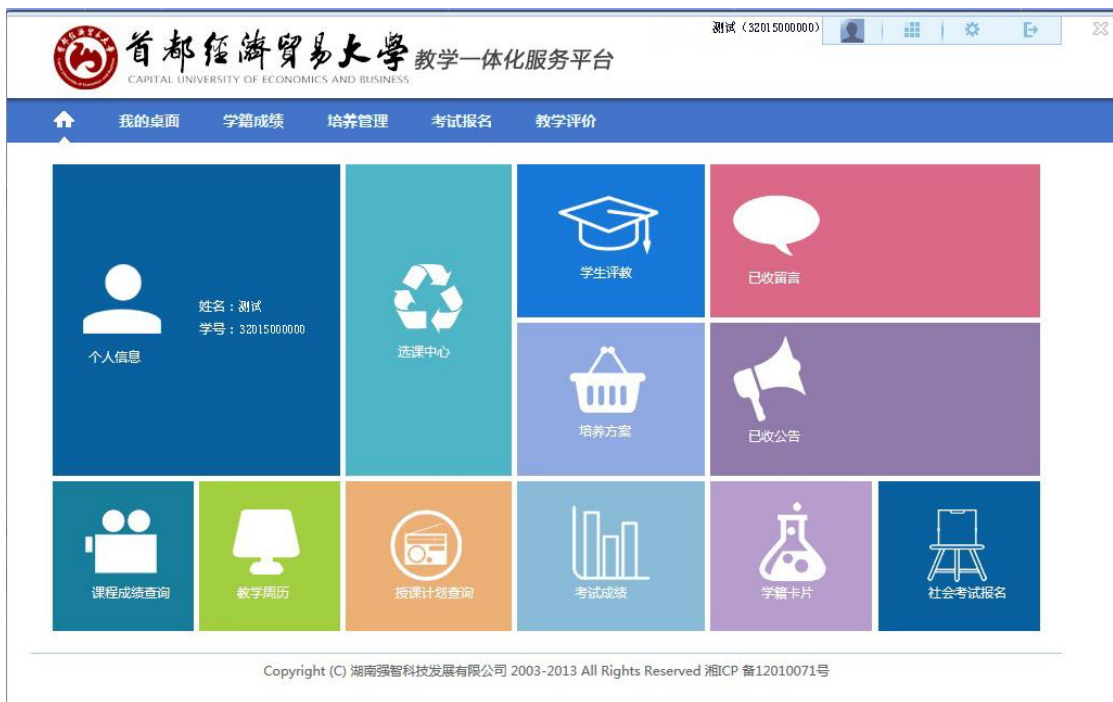 测试（32015000000）
首都经济贸易大学 教学一体化服务平台
CAPITAL UNIVERSITY OF ECONOMICS AND BUSINESS
我的桌面 学籍成绩 培养管理 考试报名 教学评价
姓名：测试
学号：32015000000
个人信息
选课中心
学生评教
已收留言
培养方案
已收公告
课程成绩查询
教学周历
授课计划查询
考试成绩
学籍卡片
社会考试报名
Copyright (C) 湖南强智科技发展有限公司 2003-2013 All Rights Reserved 湘ICP 备12010071号